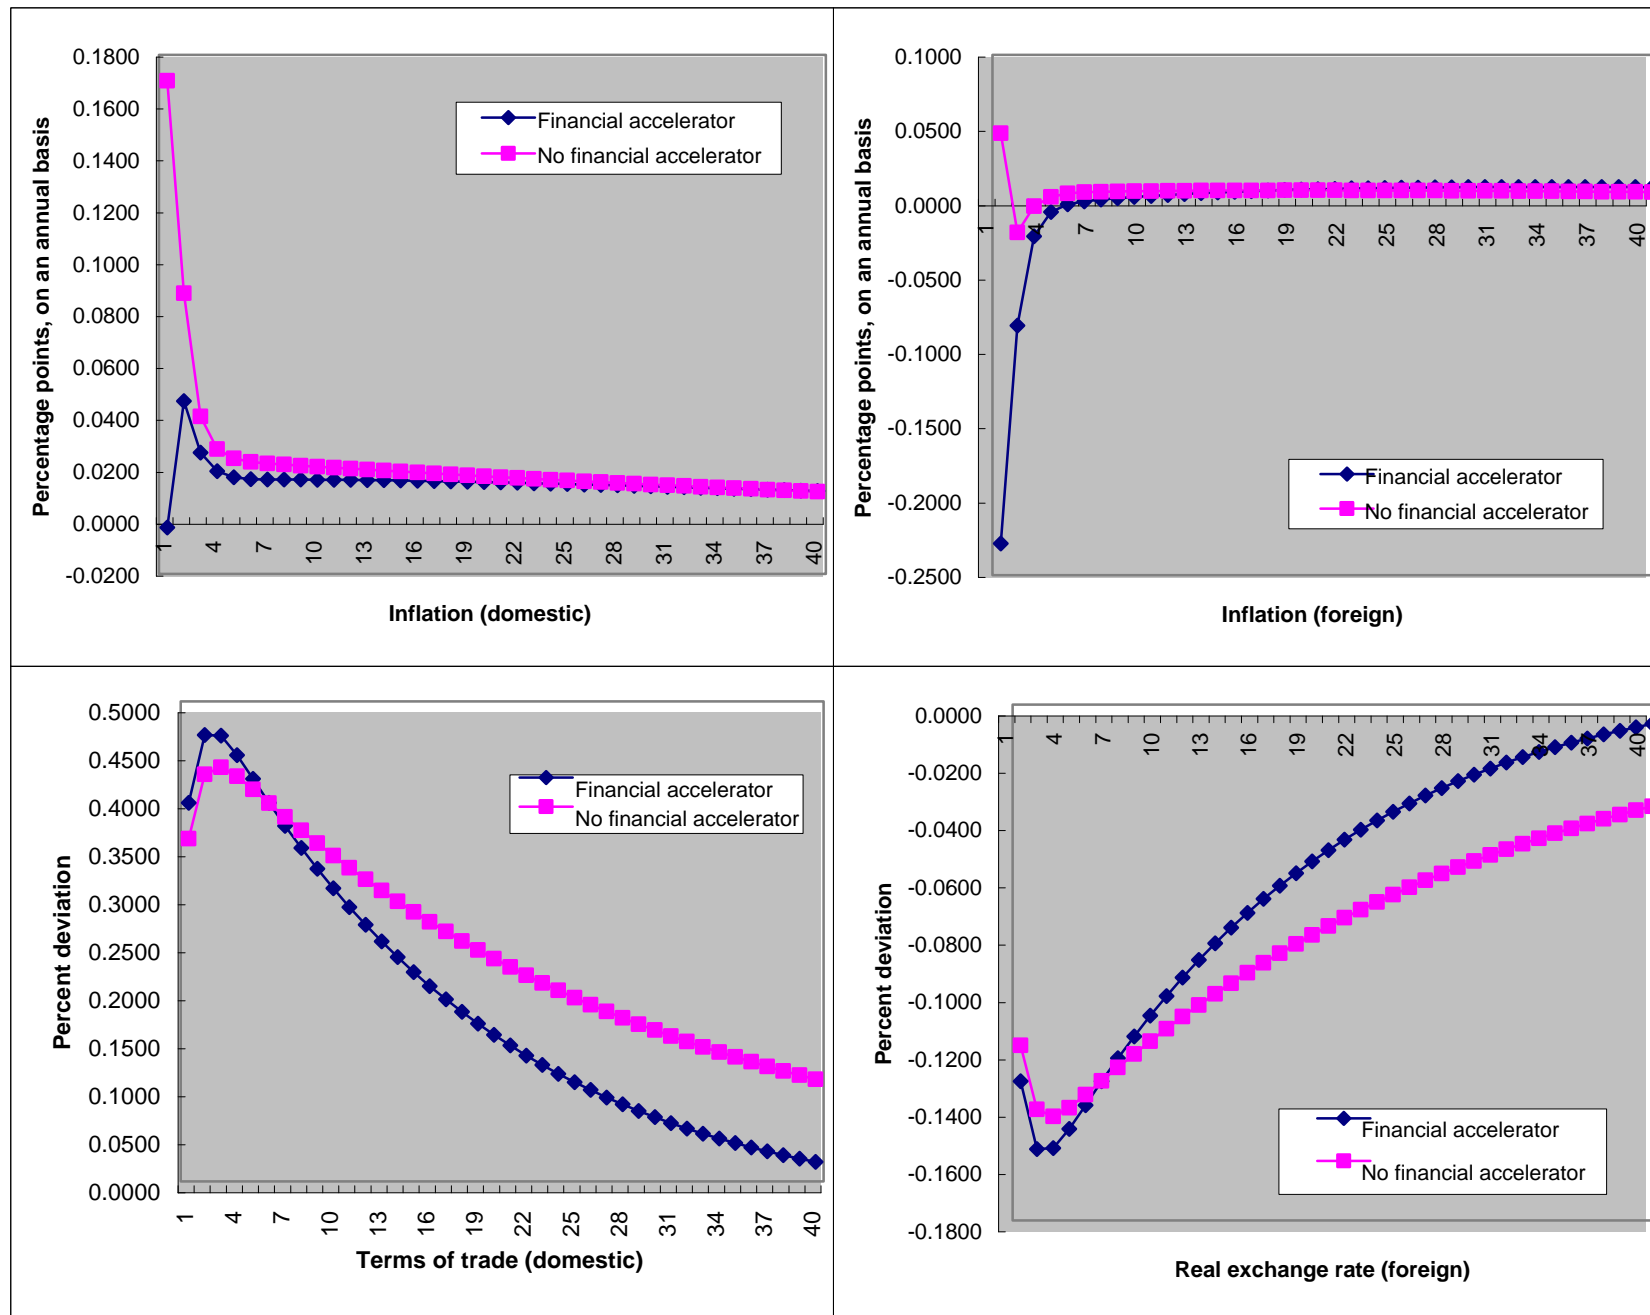 Percentage points, on an annual basis
0.1800
0.1600
0.1400
0.1200
0.1000
0.0800
0.0600
0.0400
0.0200
0.0000
-0.0200
Financial accelerator
No financial accelerator
1 4 7 10 13 16 19 22 25 28 31 34 37 40
Inflation (domestic)
Percentage points, on an annual basis
0.1000
0.0500
0.0000
-0.0500
-0.1000
-0.1500
-0.2000
-0.2500
1 4 7 10 13 16 19 22 25 28 31 34 37 40
Financial accelerator
No financial accelerator
Inflation (foreign)
Percent deviation
0.5000
0.4500
0.4000
0.3500
0.3000
0.2500
0.2000
0.1500
0.1000
0.0500
0.0000
Financial accelerator
No financial accelerator
1 4 7 10 13 16 19 22 25 28 31 34 37 40
Terms of trade (domestic)
Percent deviation
0.0000
-0.0200
-0.0400
-0.0600
-0.0800
-0.1000
-0.1200
-0.1400
-0.1600
-0.1800
1 4 7 10 13 16 19 22 25 28 31 34 37 40
Financial accelerator
No financial accelerator
Real exchange rate (foreign)